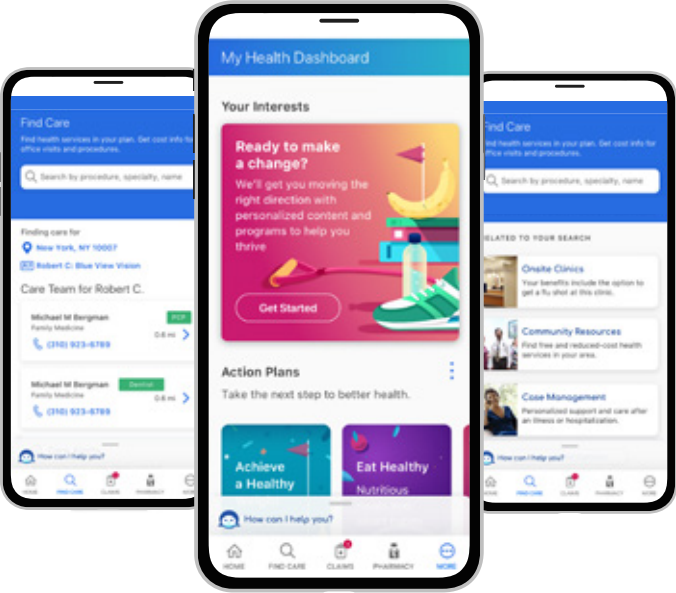 Find Care
Find health services in your plan. Get cost info for
office visits and procedures.
Search by procedure, specialty, name
Finding care for
New York, NY 10007
Robert C: Blue View Vision
Care Team for Robert C.
Michael M Bergman
PCP
Family Medicine
0.6 mi
(310) 923-6789
Michael M Bergman
Dental
Family Medicine
0.6 mi
(310) 923-6789
How can I help you?
HOME
FIND CARE
CLAIMS
PHARMACY
My Health Dashboard
Your Interests
Ready to make
a change?
We'll get you moving the
right direction with
personalized content and
programs to help you
thrive
Get Started
Action Plans
Take the next step to better health.
Achieve
a Healthy
Eat Healthy
Nutritious
How can I help you?
HOME
FIND CARE
CLAIMS
PHARMACY
MORE
Find Care
Find health services in your plan. Get cost info for
office visits and procedures.
Search by procedure, specialty, name
RELATED TO YOUR SEARCH
Onsite Clinics
Your benefits include the option to
get a flu shot at this clinic.
Community Resources
Find free and reduced-cost health
services in your area.
Case Management
Personalized support and care after
an illness or hospitalization.
How can I help you?
HOME
FIND CARE
CLAIMS
PHARMACY
MORE